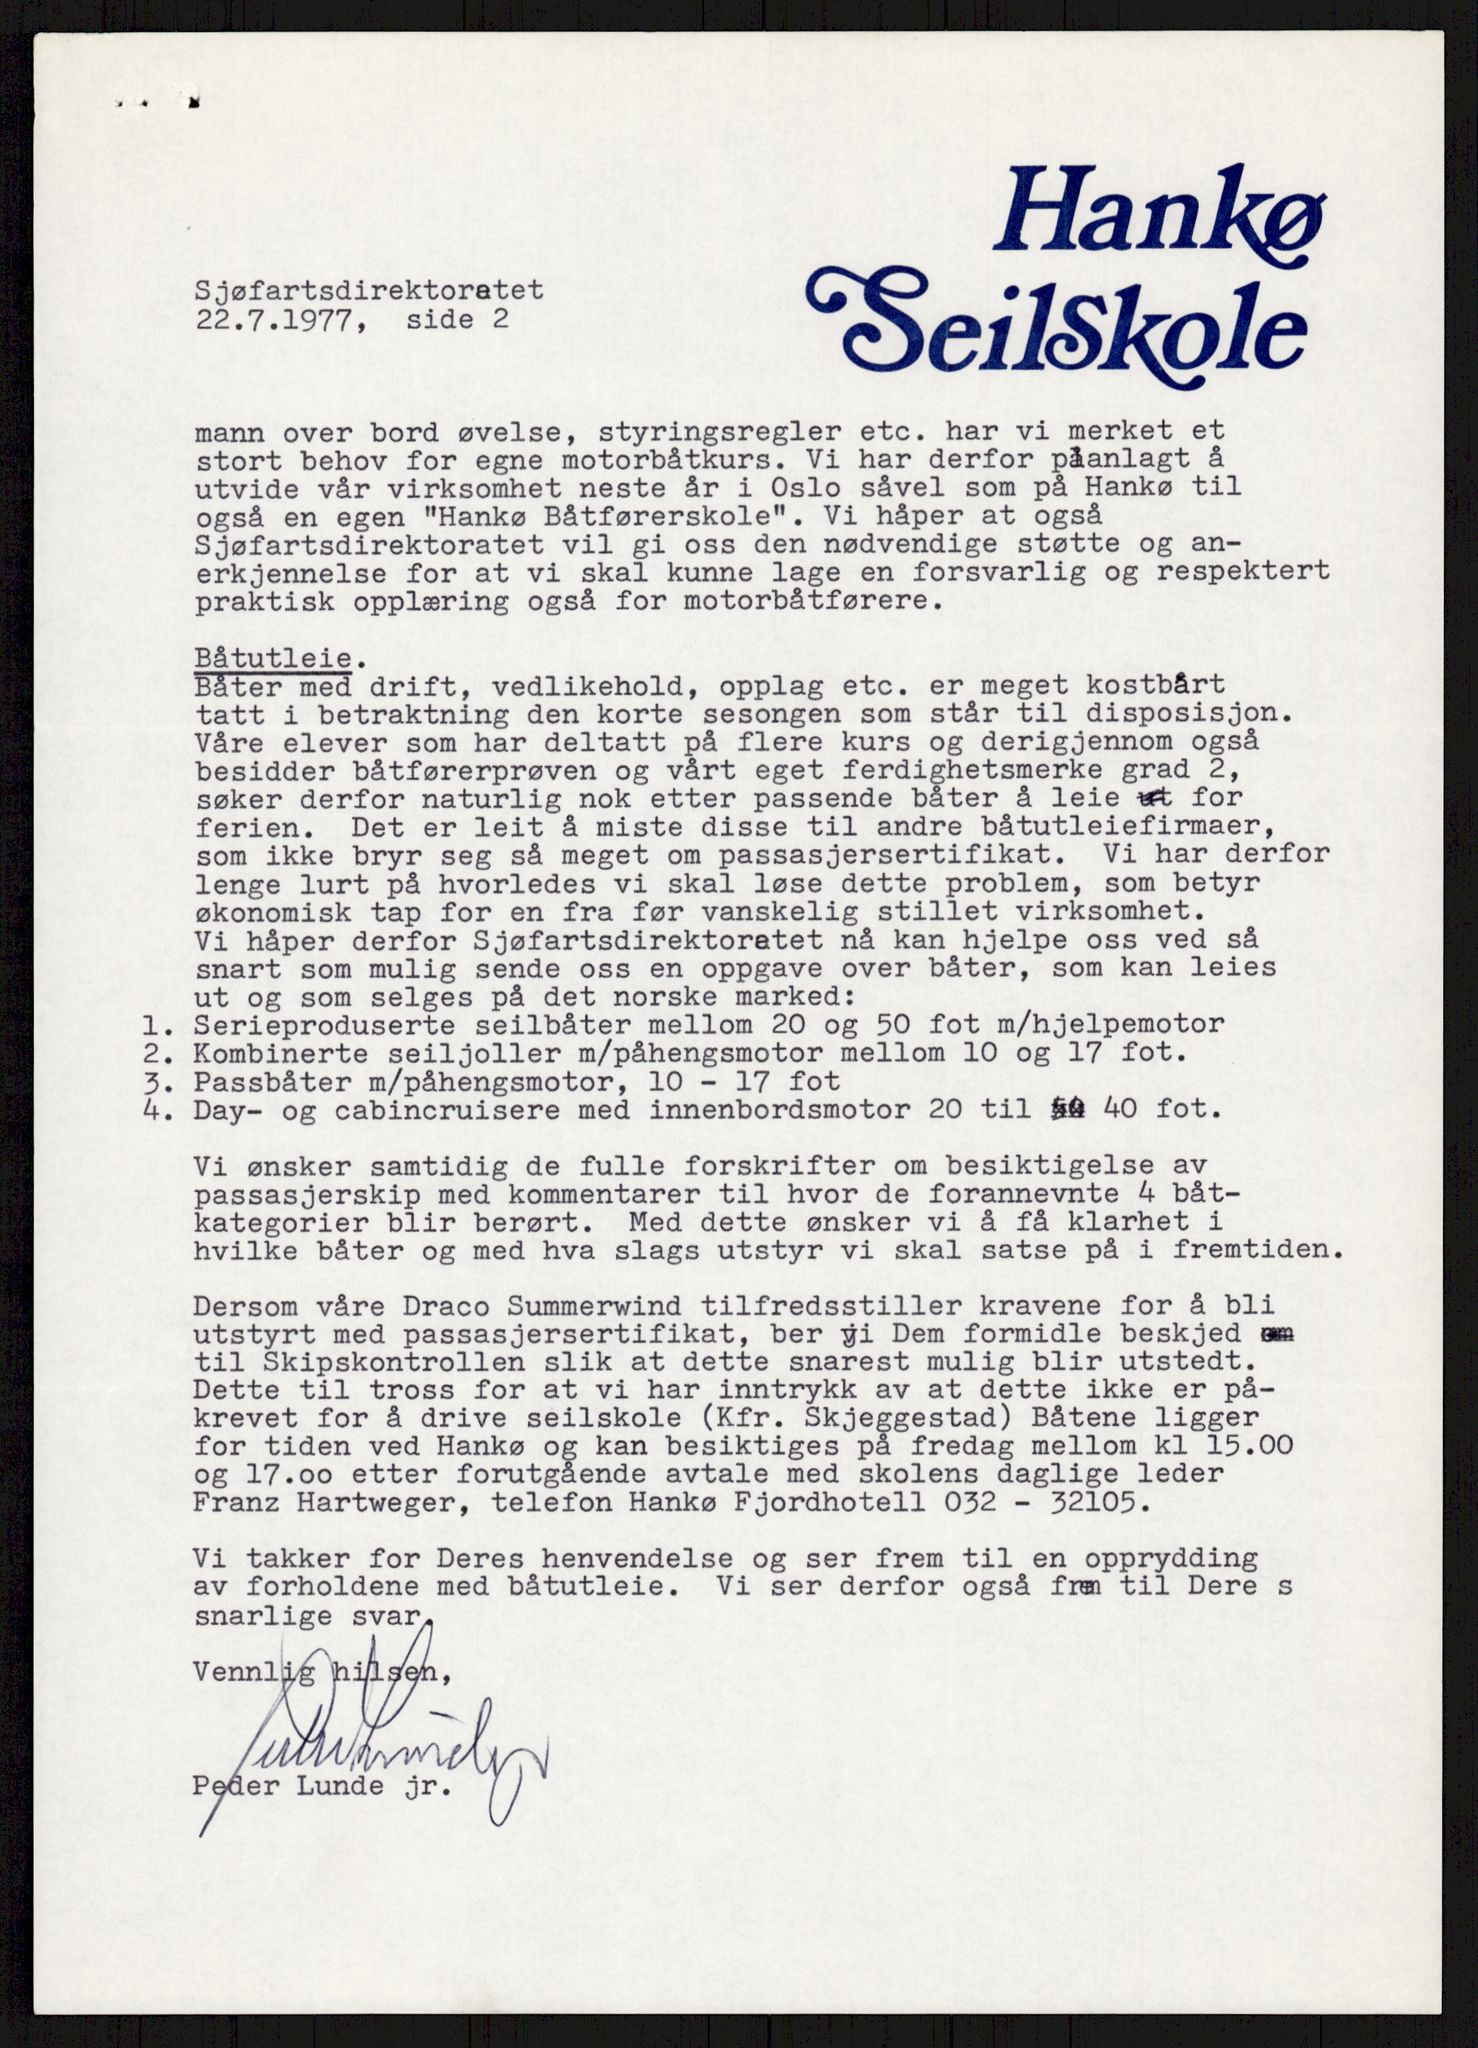 Hankø
Seilskole
Sjøfartsdirektoratet
22.7.1977, side 2
mann over bord øvelse, styringsregler etc. har vi merket et
stort behov for egne motorbåtkurs. Vi har derfor planlagt å
utvide vår virksomhet neste år i Oslo såvel som på Hankø til
også en egen "Hankø Båtførerskole". Vi håper at også
Sjøfartsdirektoratet vil gi oss den nødvendige støtte og an-
erkjennelse for at vi skal kunne lage en forsvarlig og respektert
praktisk opplæring også for motorbåtførere.
Båtutleie.
Båter med drift, vedlikehold, opplag etc. er meget kostbårt
tatt i betraktning den korte sesongen som står til disposisjon.
Våre elever som har deltatt på flere kurs og derigjennom også
besidder båtførerprøven og vårt eget ferdighetsmerke grad 2,
søker derfor naturlig nok etter passende båter å leie ut for
ferien. Det er leit å miste disse til andre båtutleiefirmaer,
som ikke bryr seg så meget om passasjersertifikat. Vi har derfor
lenge lurt på hvorledes vi skal løse dette problem, som betyr
økonomisk tap for en fra før vanskelig stillet virksomhet.
Vi håper derfor Sjøfartsdirektoratet nå kan hjelpe oss ved så
snart som mulig sende oss en oppgave over båter, som kan leies
ut og som selges på det norske marked:
1. Serieproduserte seilbåter mellom 20 og 50 fot m/hjelpemotor
2. Kombinerte seiljoller m/påhengsmotor mellom 10 og 17 fot.
3. Passbåter m/påhengsmotor, 10 - 17 fot
4. Day- og cabincruisere med innenbordsmotor 20 til 40 fot.
Vi ønsker samtidig de fulle forskrifter om besiktigelse av
passasjerskip med kommentarer til hvor de forannevnte 4 båt-
kategorier blir berørt. Med dette ønsker vi å få klarhet i
hvilke båter og med hva slags utstyr vi skal satse på i fremtiden.
Dersom våre Draco Summerwind tilfredsstiller kravene for å bli
utstyrt med passasjersertifikat, ber vi Dem formidle beskjed
til Skipskontrollen slik at dette snarest mulig blir utstedt.
Dette til tross for at vi har inntrykk av at dette ikke er på-
krevet for å drive seilskole (Kfr. Skjeggestad) Båtene ligger
for tiden ved Hankø og kan besiktiges på fredag mellom kl 15.00
og 17.oo etter forutgående avtale med skolens daglige leder
Franz Hartweger, telefon Hankø Fjordhotell 032 - 32105.
Vi takker for Deres henvendelse og ser frem til en opprydding
av forholdene med båtutleie. Vi ser derfor også frem til Dere s
snarlige svar.
Vennlig hilsen,
Peder Lunde jr.